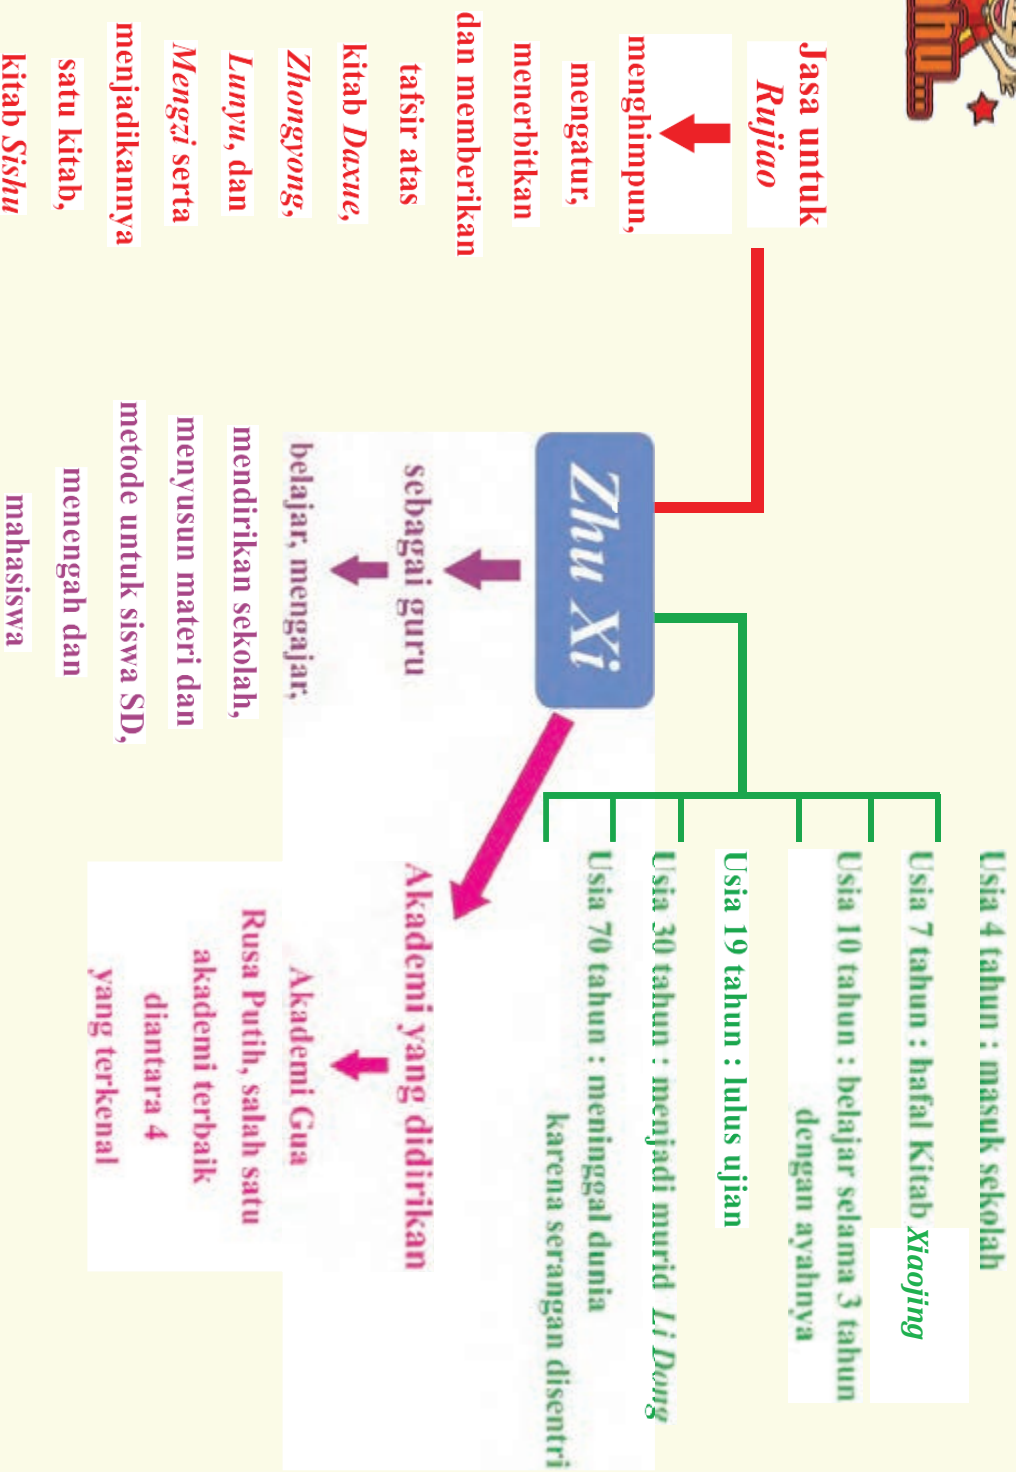 ahu...
Jasa untuk
Rujiao
menghimpun,
mengatur,
menerbitkan
dan memberikan
tafsir atas
kitab Daxue,
Zhongyong,
Lunyu, dan
Mengzi serta
menjadikannya
satu kitab,
kitab Sishu
Zhu Xi
sebagai guru
belajar, mengajar,
mendirikan sekolah,
menyusun materi dan
metode untuk siswa SD,
menengah dan
mahasiswa
Usia 4 tahun : masuk sekolah
Usia 7 tahun : hafal Kitab Xiaojing
Usia 10 tahun : belajar selama 3 tahun
dengan ayahnya
Usia 19 tahun : lulus ujian
Usia 30 tahun : menjadi murid Li Dong
Usia 70 tahun : meninggal dunia
karena serangan disentri
Akademi yang didirikan
Akademi Gua
Rusa Putih, salah satu
akademi terbaik
diantara 4
yang terkenal